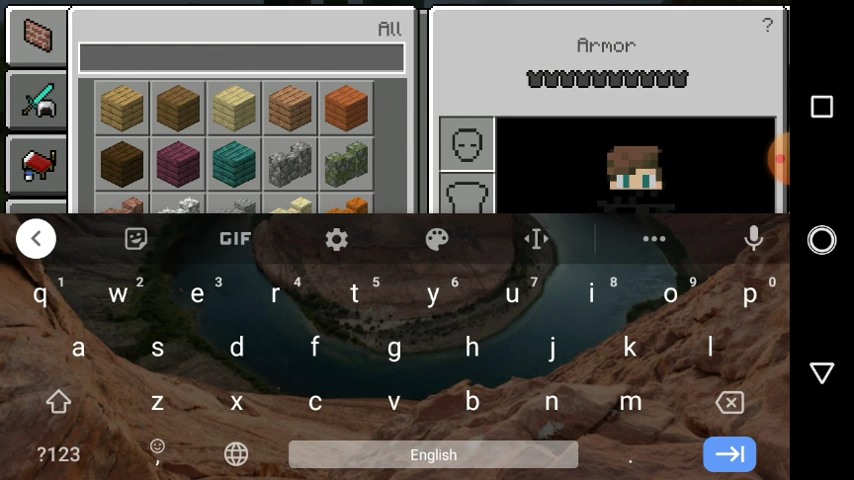 All
Armor
?
GIF
q1 w2 e3 r4 t5 y6 u7 i8 o9 p0
a s d f g h j k l
z x c v b n m
?123 , English .